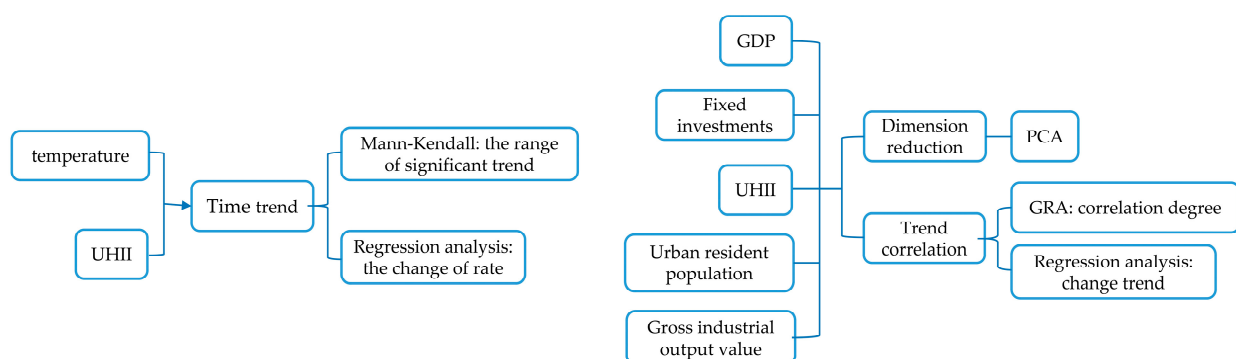 temperature
UHII
Time trend
Mann-Kendall: the range
of significant trend
Regression analysis:
the change of rate
GDP
Fixed
investments
UHII
Urban resident
population
Gross industrial
output value
Dimension
reduction
PCA
Trend
correlation
GRA: correlation degree
Regression analysis:
change trend